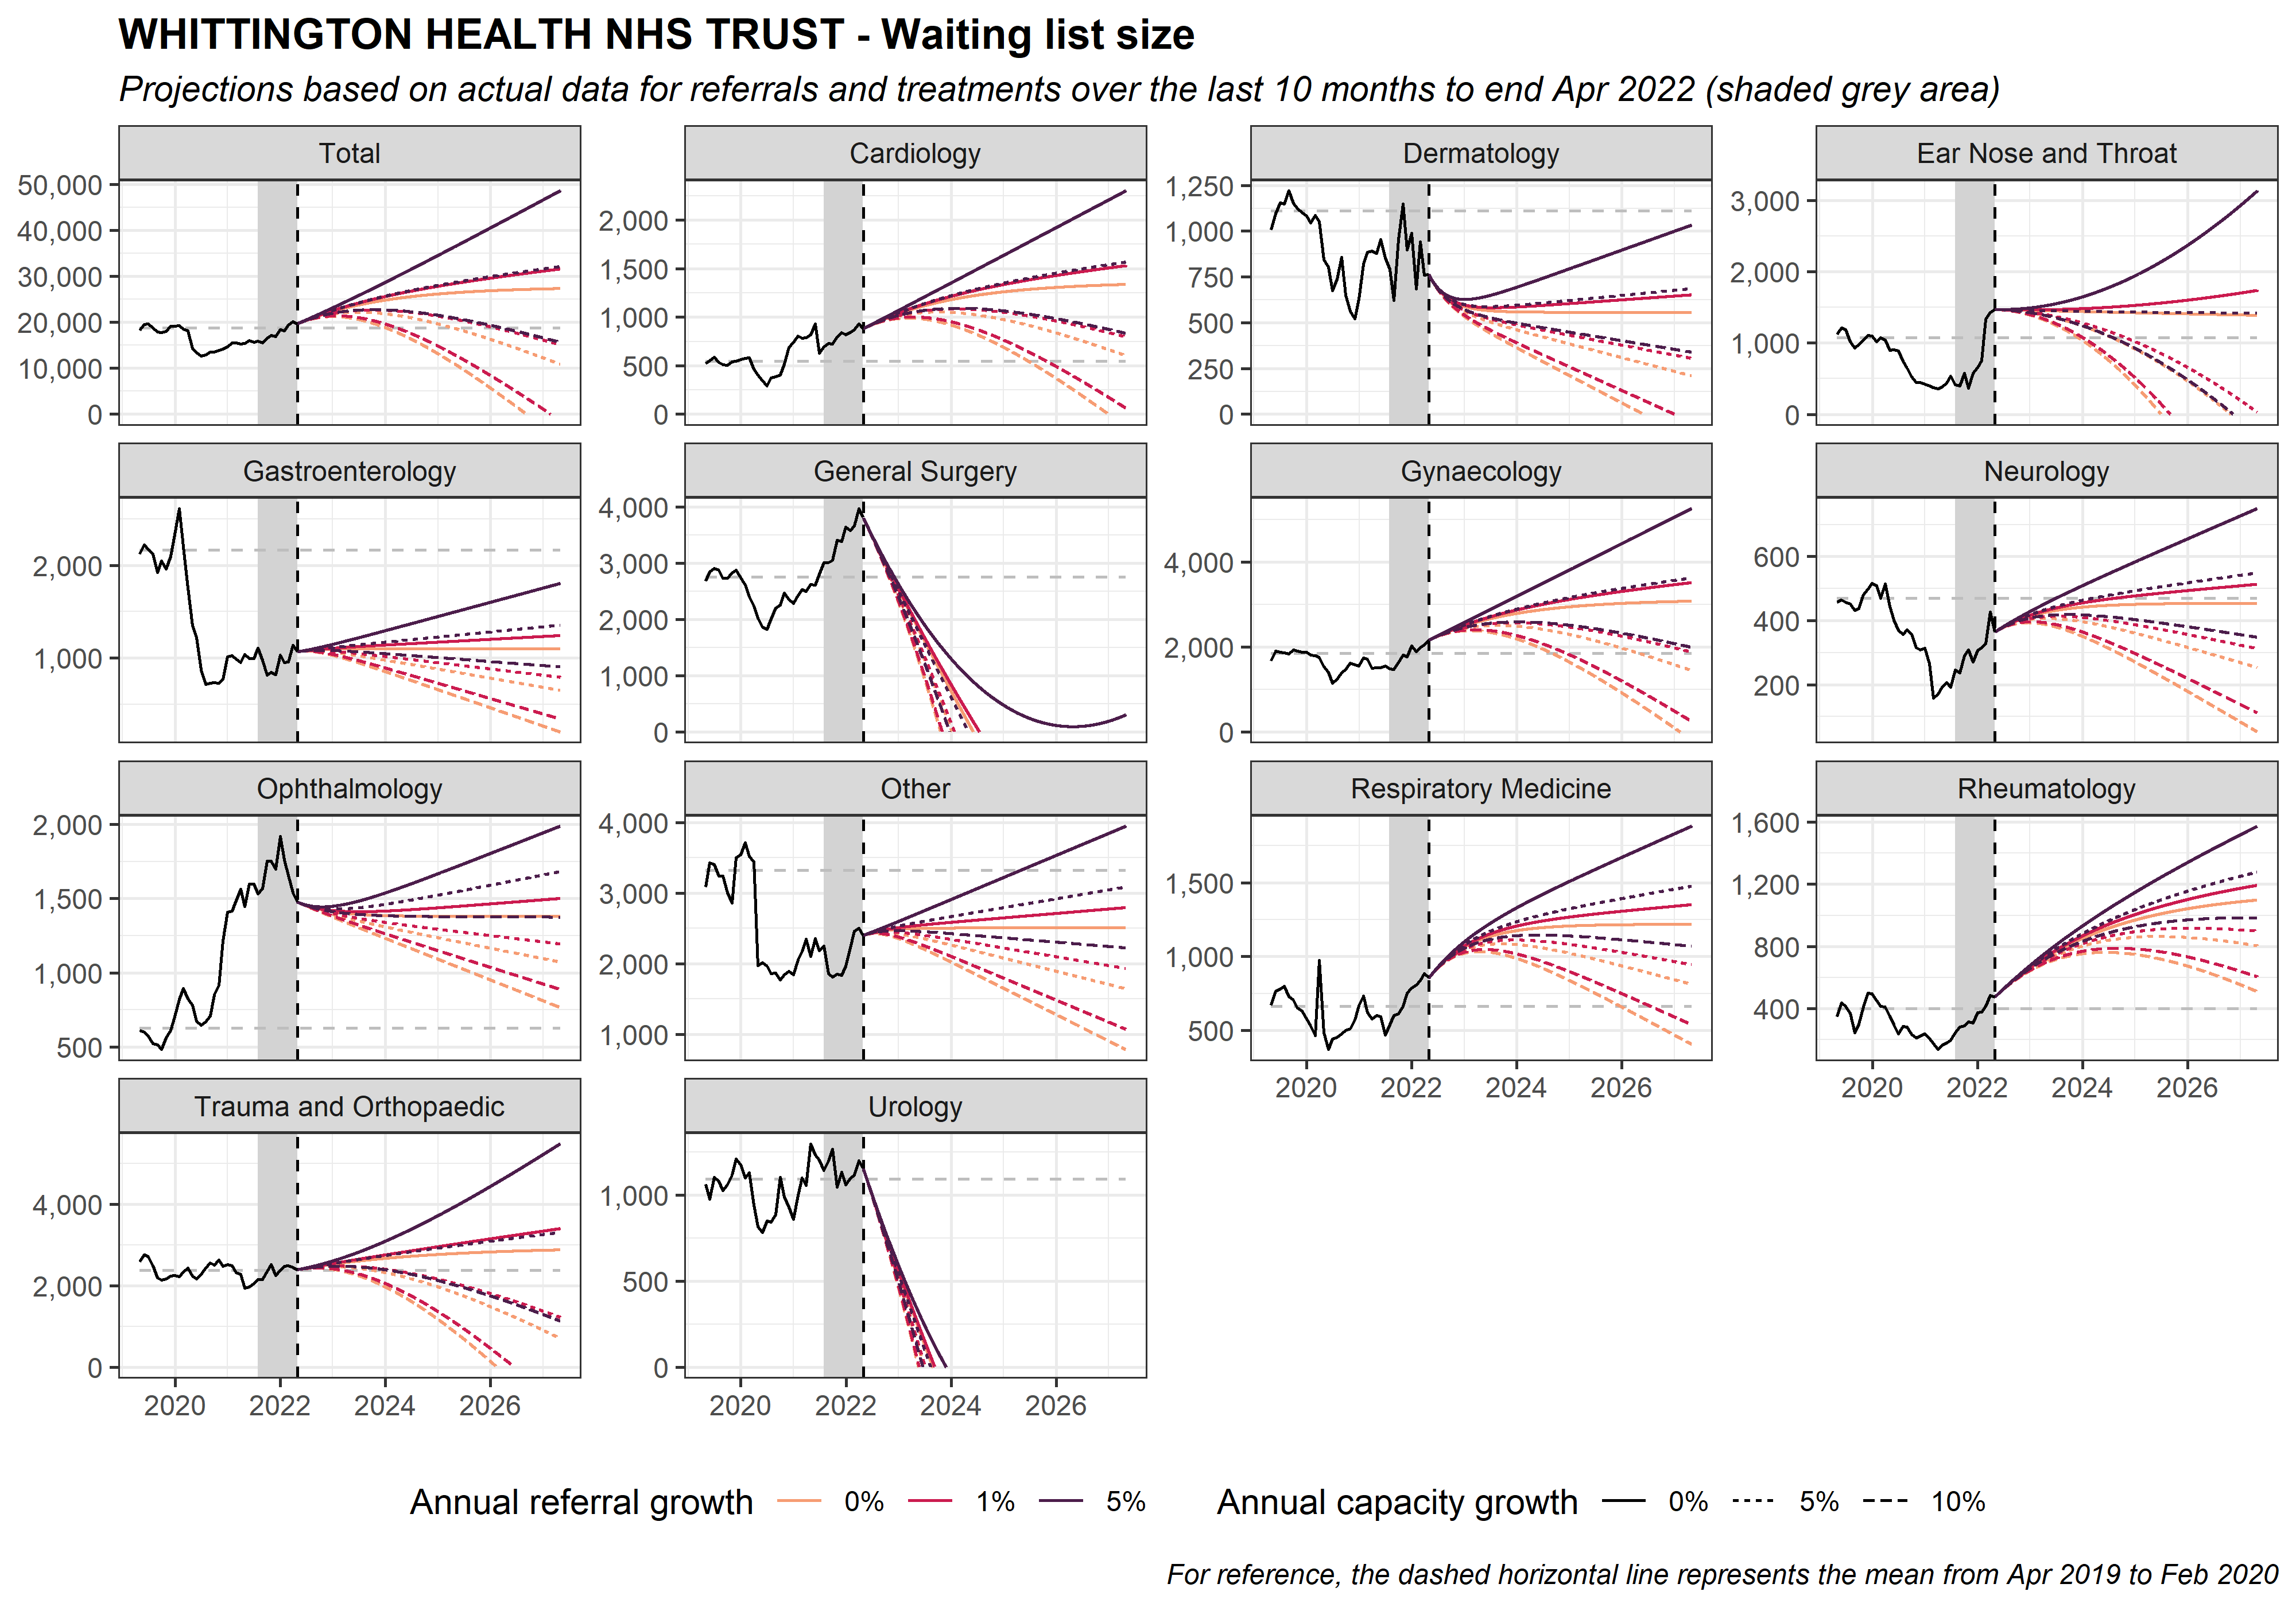 WHITTINGTON HEALTH NHS TRUST - Waiting list size
Projections based on actual data for referrals and treatments over the last 10 months to end Apr 2022 (shaded grey area)
Total
Cardiology
Dermatology
Ear Nose and Throat
50,000
40,000
30,000
20,000
10,000
0
2,000
1,500
1,000
500
0
1,250
1,000
750
500
250
0
3,000
2,000
1,000
0
Gastroenterology
General Surgery
Gynaecology
Neurology
2,000
1,000
4,000
3,000
2,000
1,000
0
4,000
2,000
0
600
400
200
Ophthalmology
Other
Respiratory Medicine
Rheumatology
2,000
1,500
1,000
500
4,000
3,000
2,000
1,000
1,500
1,000
500
1,600
1,200
800
400
2020 2022 2024 2026
2020 2022 2024 2026
Trauma and Orthopaedic
Urology
4,000
2,000
0
1,000
500
0
2020 2022 2024 2026
2020 2022 2024 2026
Annual referral growth 0% 1% 5%
Annual capacity growth 0% 5% 10%
For reference, the dashed horizontal line represents the mean from Apr 2019 to Feb 2020